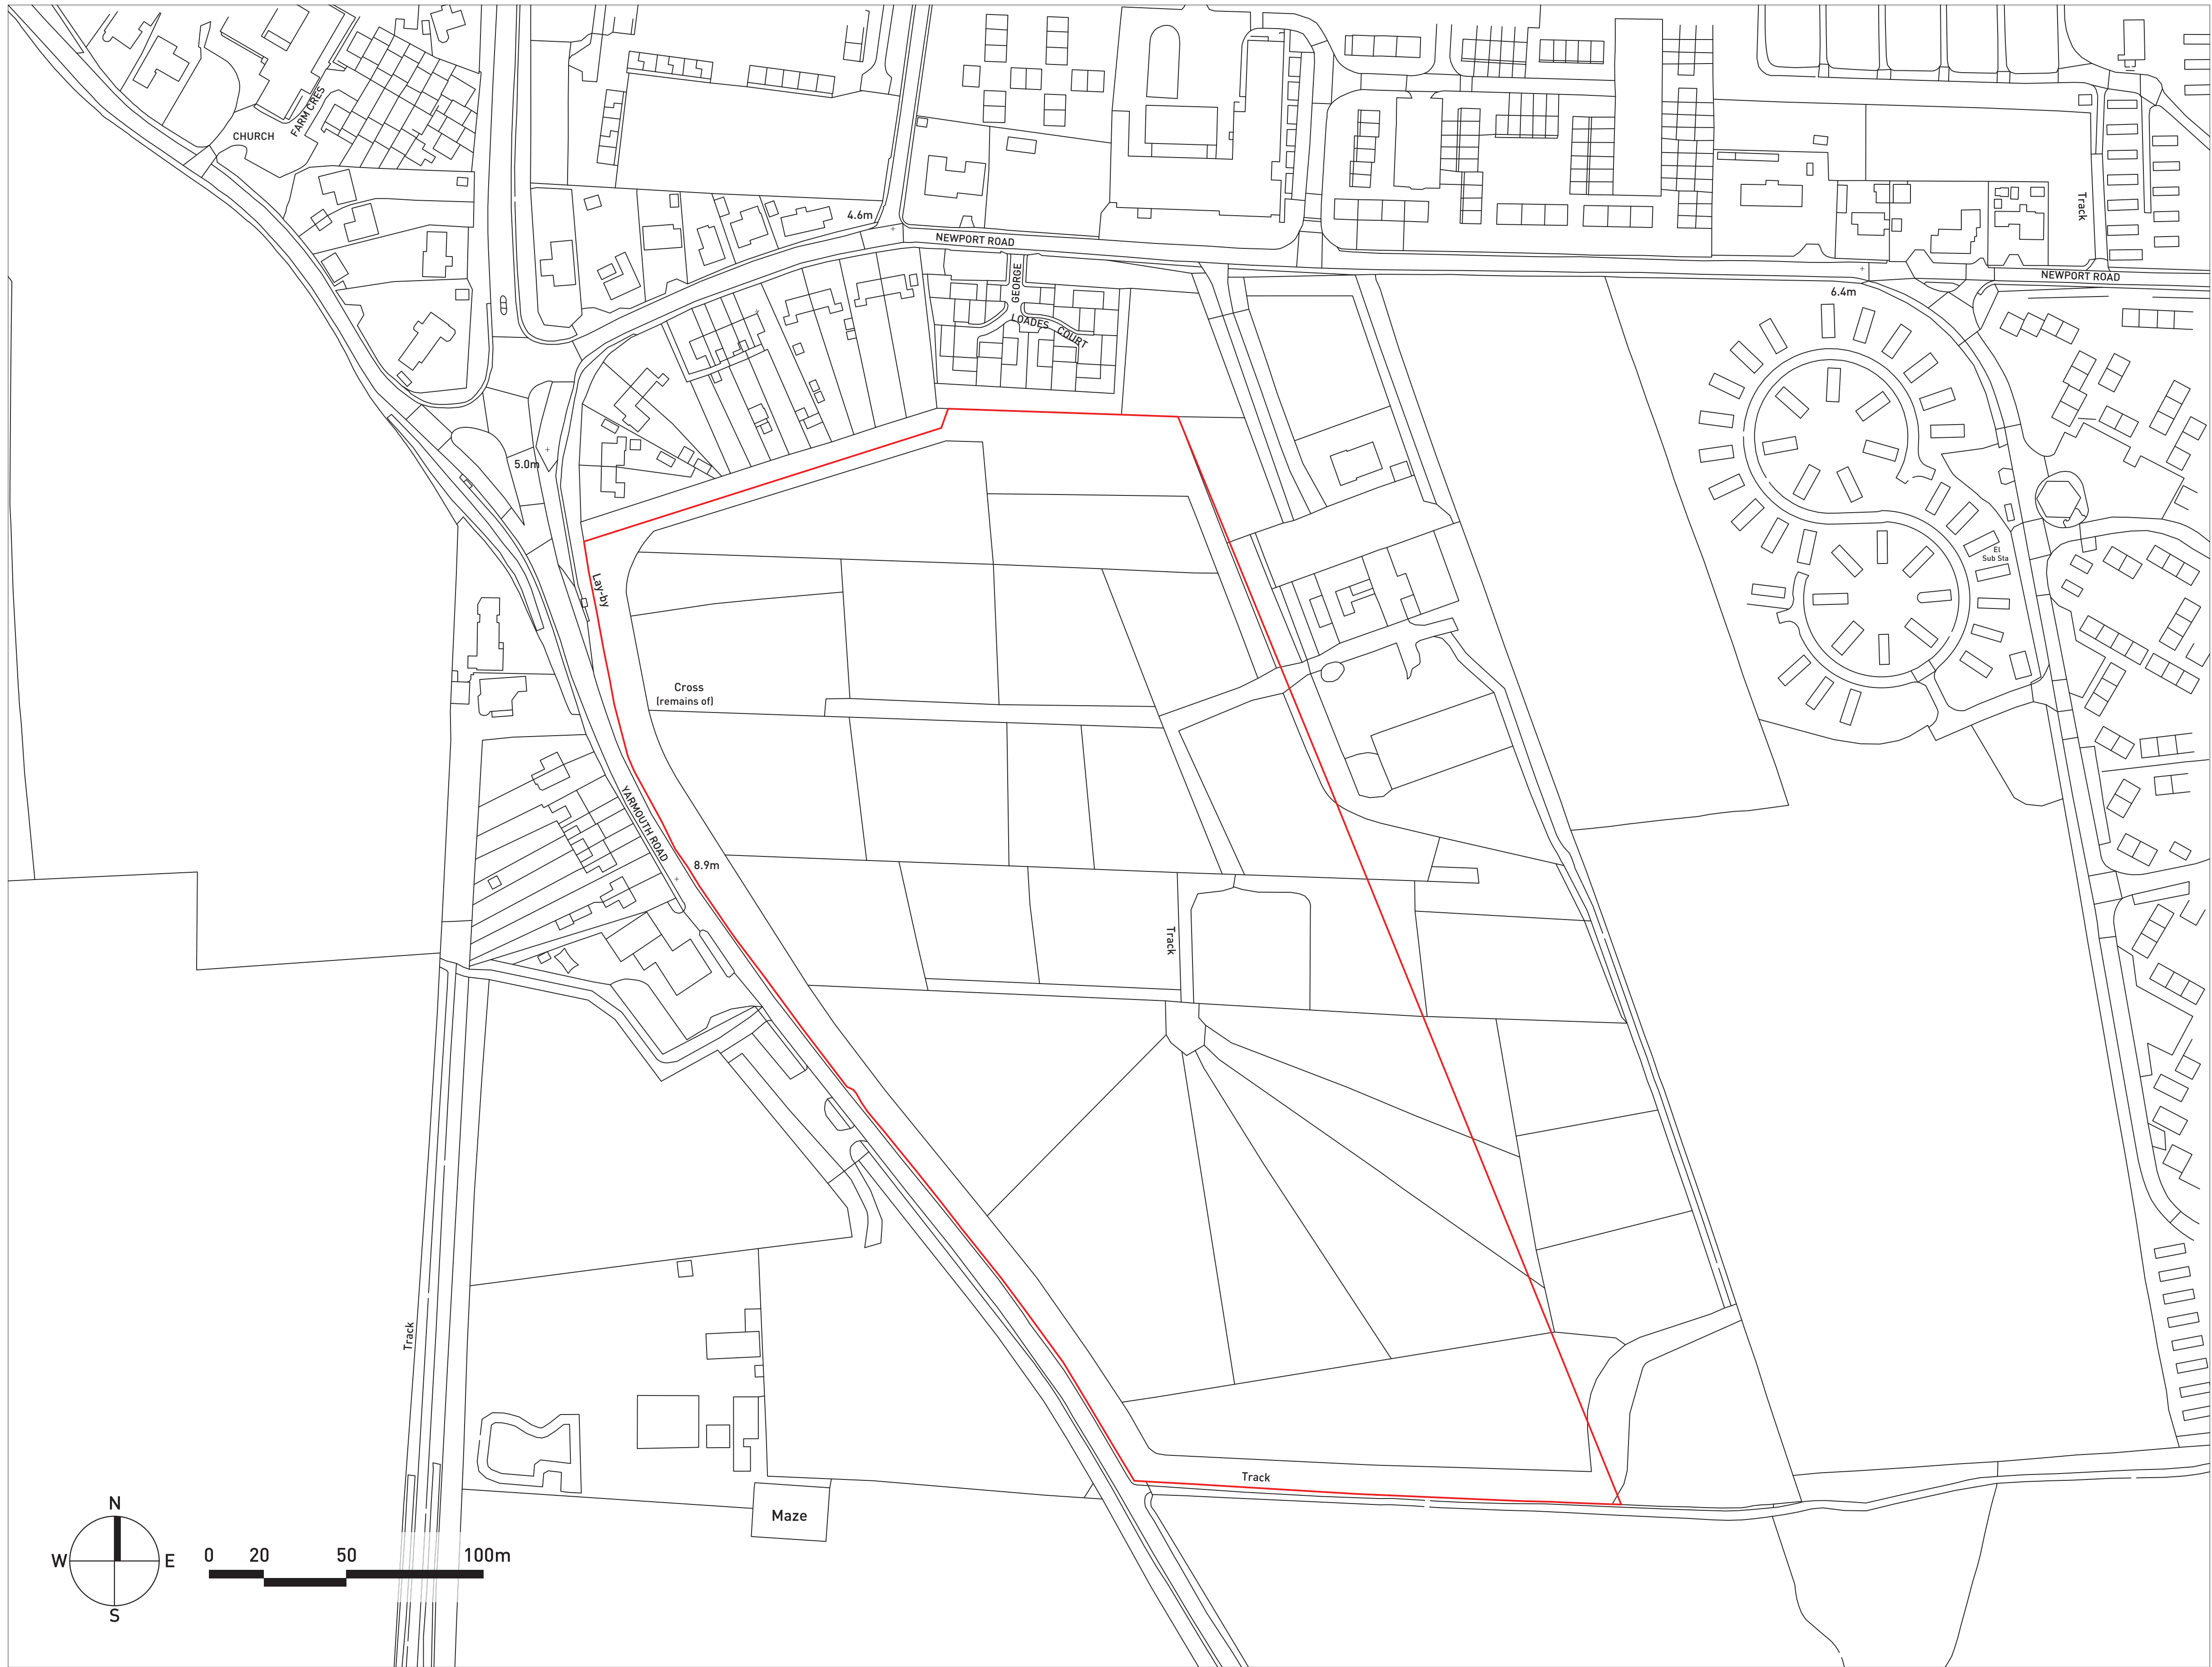 FARM CRES
CHURCH
4.6m
NEWPORT ROAD
GEORGE
LOADES COURT
Track
NEWPORT ROAD
6.4m
5.0m
El
Sub Sta
Lay-by
Cross
(remains of)
YARMOUTH ROAD
8.9m
Track
Track
Track
Maze
N
W
E
S
0
20
50
100m